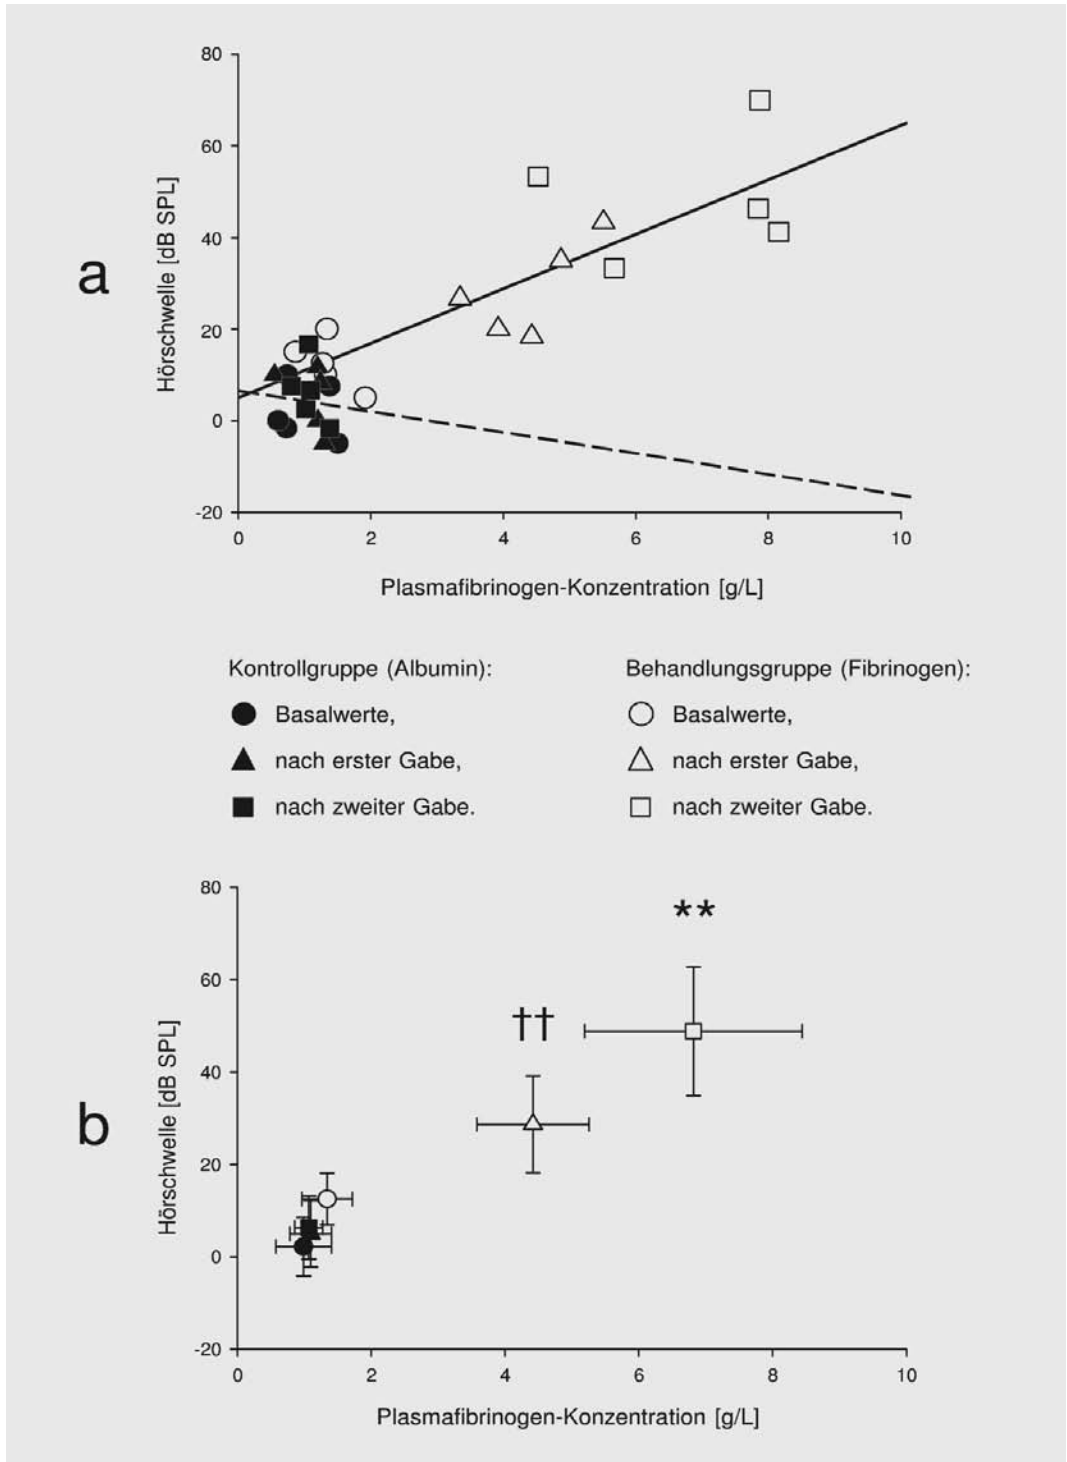 a
80
60
40
20
0
-20
Hörschwelle [dB SPL]
0 2 4 6 8 10
Plasmafibrinogen-Konzentration [g/L]
Kontrollgruppe (Albumin): Behandlungsgruppe (Fibrinogen):
Basalwerte, Basalwerte,
nach erster Gabe, nach erster Gabe,
nach zweiter Gabe. nach zweiter Gabe.
b
80
60
40
20
0
-20
Hörschwelle [dB SPL]
**
††
0 2 4 6 8 10
Plasmafibrinogen-Konzentration [g/L]